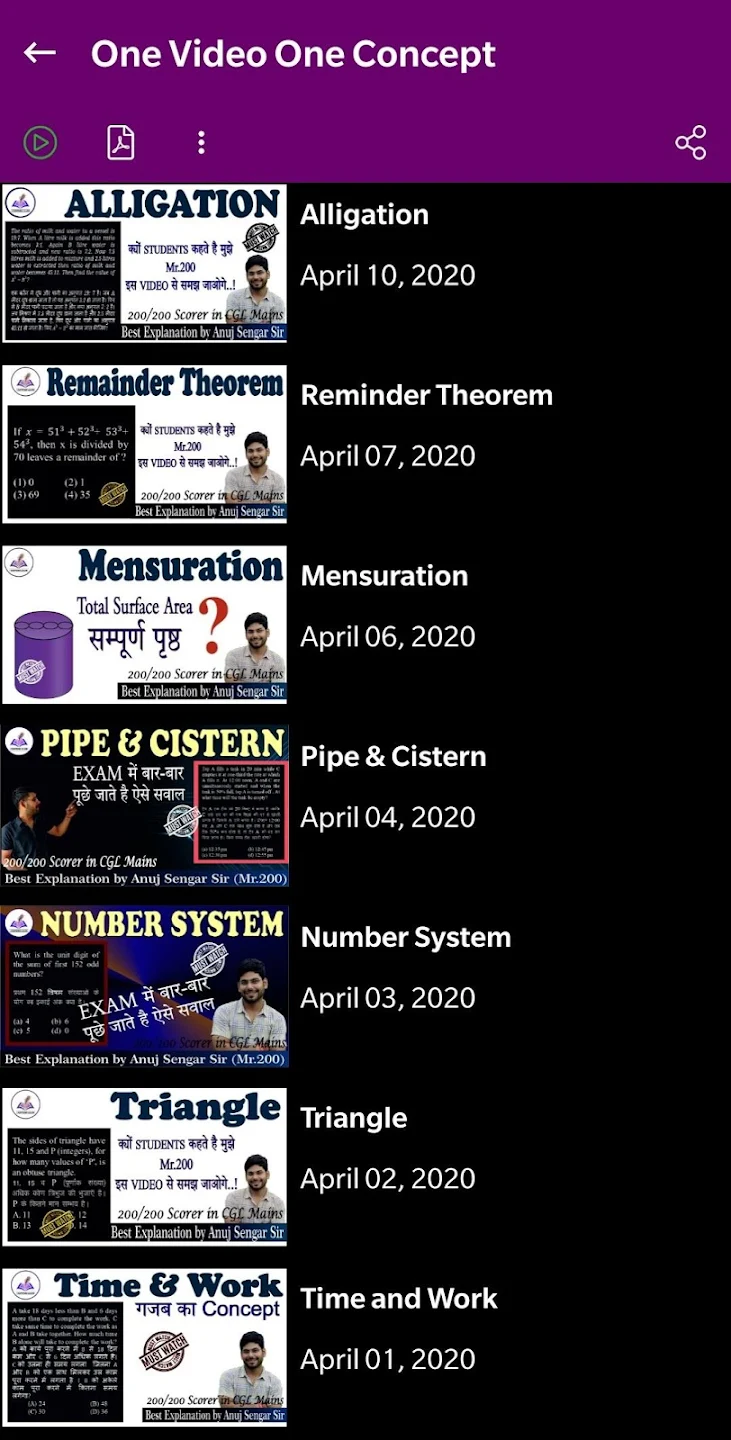 One Video One Concept
ALLIGATION
क्यों STUDENTS कहते है मुझे
Mr.200
इस VIDEO से समझ जाओगे..!
MUST WATCH
200/200 Scorer in CGL Mains
Best Explanation by Anuj Sengar Sir
Alligation
April 10, 2020
Remainder Theorem
If x = 51³ + 52³+ 53³+
54³, then x is divided by
70 leaves a remainder of ?
(1) 0 (2) 1
(3) 69 (4) 35
क्यों STUDENTS कहते है मुझे
Mr.200
इस VIDEO से समझ जाओगे..!
MUST WATCH
200/200 Scorer in CGL Mains
Best Explanation by Anuj Sengar Sir
Reminder Theorem
April 07, 2020
Mensuration
Total Surface Area
सम्पूर्ण पृष्ठ
?
MUST WATCH
200/200 Scorer in CGL Mains
Best Explanation by Anuj Sengar Sir
Mensuration
April 06, 2020
PIPE & CISTERN
EXAM में बार-बार
पूछे जाते है ऐसे सवाल
MUST WATCH
200/200 Scorer in CGL Mains
Best Explanation by Anuj Sengar Sir (Mr.200)
Pipe & Cistern
April 04, 2020
NUMBER SYSTEM
What is the unit digit of
the sum of first 152 odd
numbers?
प्रथम 152 विषम संख्याओं के
योग का इकाई अंक क्या है?
(a) 4 (b) 6
(c) 5 (d) 0
MUST WATCH
EXAM में बार-बार
पूछे जाते है ऐसे सवाल
200/200 Scorer in CGL Mains
Best Explanation by Anuj Sengar Sir (Mr.200)
Number System
April 03, 2020
Triangle
The sides of triangle have
11, 15 and P (integers), for
how many values of 'P', is
an obtuse triangle.
A. 11 12
B. 13 14
MUST WATCH
क्यों STUDENTS कहते है मुझे
Mr.200
इस VIDEO से समझ जाओगे..!
200/200 Scorer in CGL Mains
Best Explanation by Anuj Sengar Sir
Triangle
April 02, 2020
Time & Work
गजब का Concept
A take 18 days less than B and 6 days
more than C to complete the work. C
take same time to complete the work as
A and B take together. How much time
B alone will take to complete the work?
(A) 24 (B) 48
(C) 30 (D) 36
MUST WATCH
200/200 Scorer in CGL Mains
Best Explanation by Anuj Sengar Sir
Time and Work
April 01, 2020